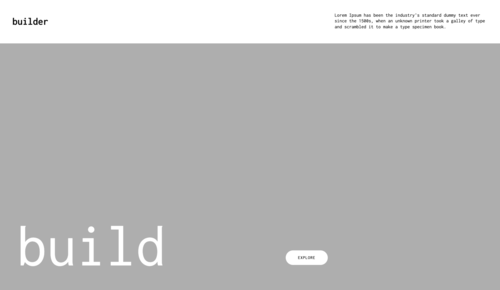 builder
Lorem Ipsum has been the industry's standard dummy text ever
since the 1500s, when an unknown printer took a galley of type
and scrambled it to make a type specimen book.
build
EXPLORE